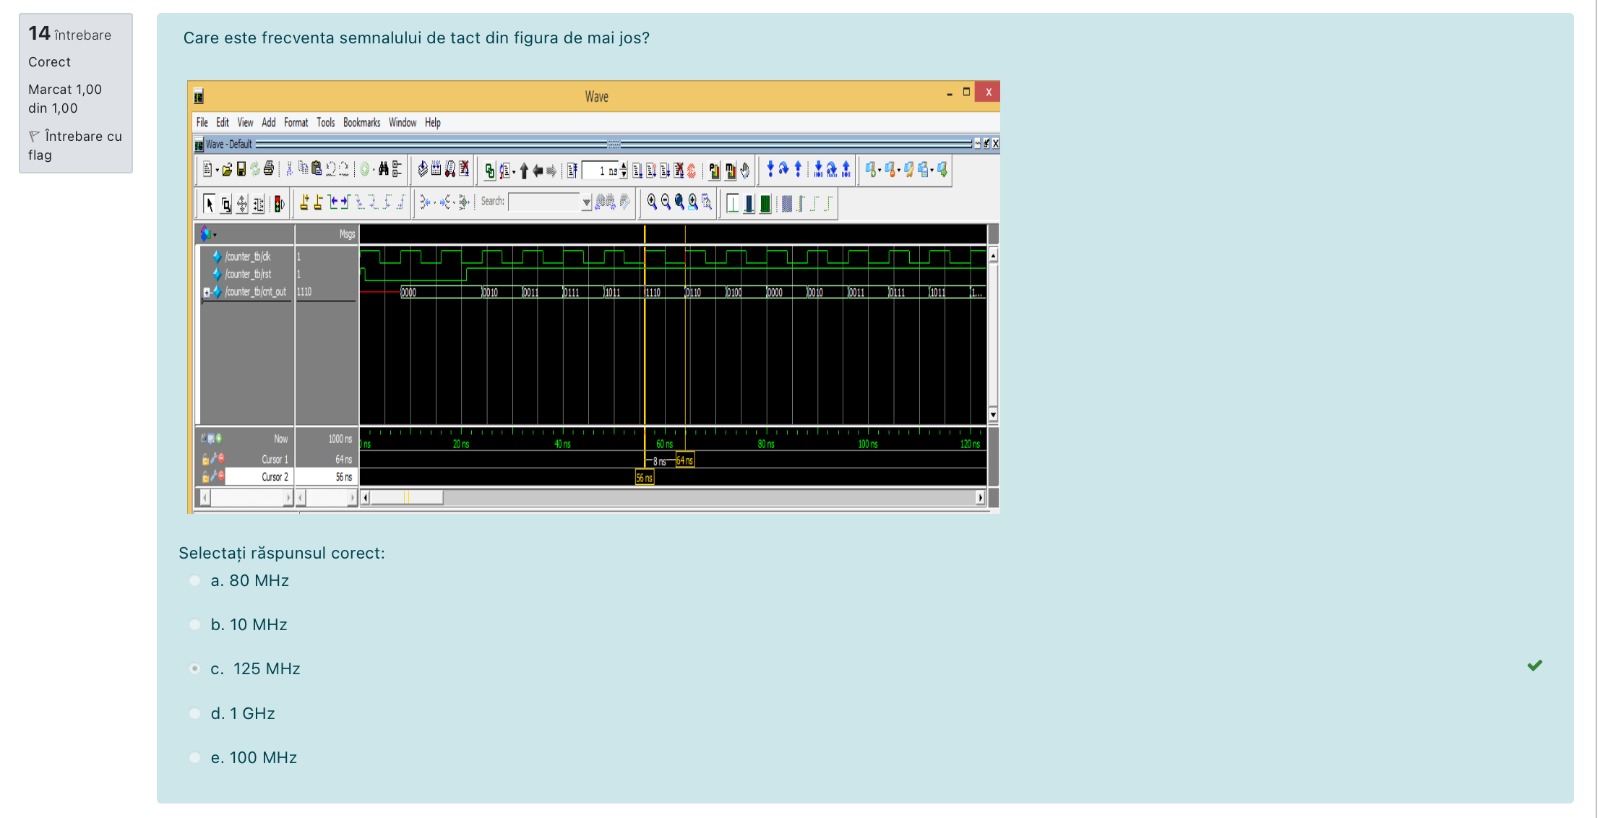 14 întrebare
Corect
Marcat 1,00
din 1,00
Întrebare cu
flag
Care este frecventa semnalului de tact din figura de mai jos?
Wave
File Edit View Add Format Tools Bookmarks Window Help
Wave - Default
1 ns
Search:
Msgs
/counter_tb/clk 1
/counter_tb/rst 1
/counter_tb/cnt_out 1110 0000 0010 0011 0111 1011 1110 0110 0100 0000 0010 0011 0111 1011 1...
Now 1000 ns ns 20 ns 40 ns 60 ns 80 ns 100 ns 120 ns
Cursor 1 64 ns 8 ns 64 ns
Cursor 2 56 ns 56 ns
Selectați răspunsul corect:
a. 80 MHz
b. 10 MHz
c. 125 MHz
d. 1 GHz
e. 100 MHz